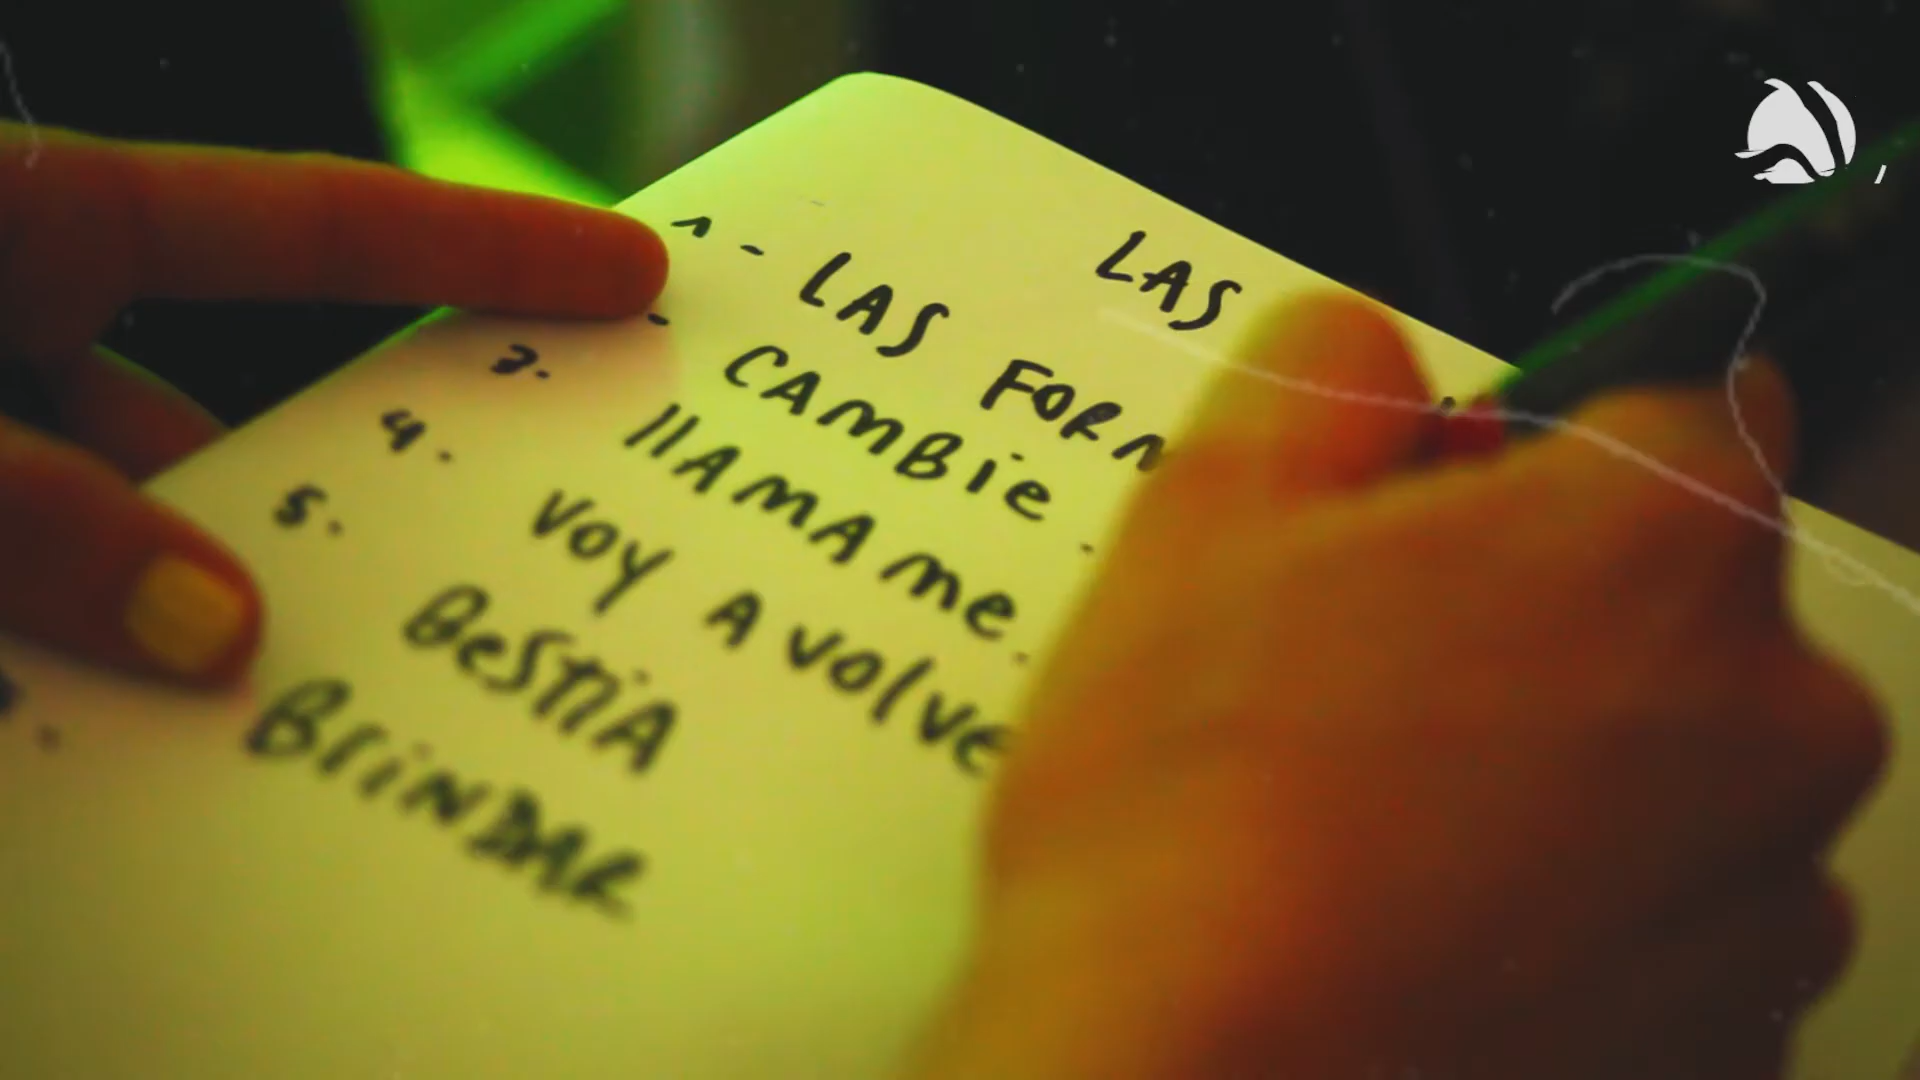 LAS
1 - LAS FORM
- CAMBIE
3. llAMAME.
4. VOY A VOlVE
5. BeSTIA
BriNDAR